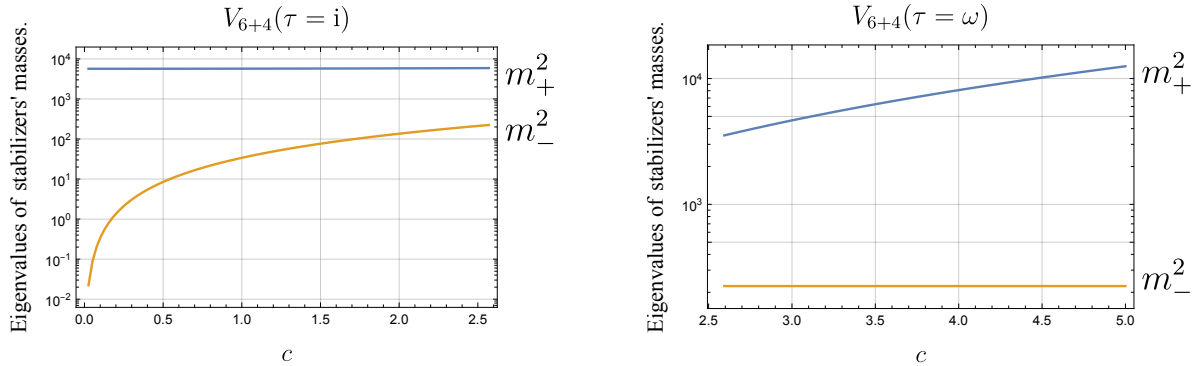 V_{6+4}(τ = i)
Eigenvalues of stabilizers' masses.
10^4
10^3
10^2
10^1
10^0
10^{-1}
10^{-2}
0.0 0.5 1.0 1.5 2.0 2.5
c
m_+^2
m_-^2
V_{6+4}(τ = ω)
Eigenvalues of stabilizers' masses.
10^4
10^3
2.5 3.0 3.5 4.0 4.5 5.0
c
m_+^2
m_-^2